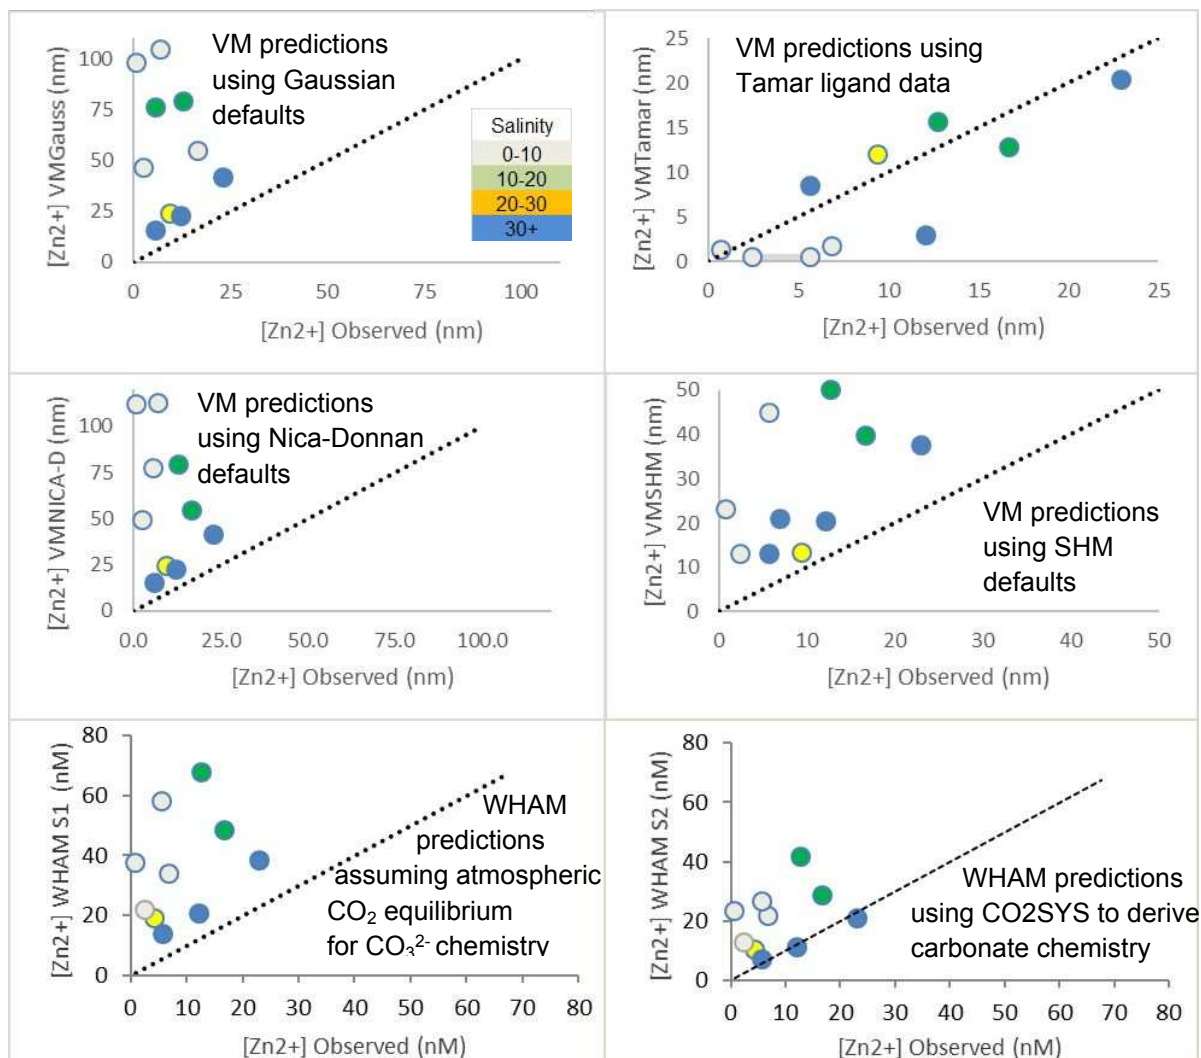 [Zn2+] VMGauss (nm)
100
75
50
25
0
VM predictions
using Gaussian
defaults
Salinity
0-10
10-20
20-30
30+
0 25 50 75 100
[Zn2+] Observed (nm)
[Zn2+] VMTamar (nm)
25
20
15
10
5
0
VM predictions using
Tamar ligand data
0 5 10 15 20 25
[Zn2+] Observed (nm)
[Zn2+] VMNICA-D (nm)
100
75
50
25
0
VM predictions
using Nica-Donnan
defaults
0.0 25.0 50.0 75.0 100.0
[Zn2+] Observed (nm)
[Zn2+] VMSHM (nm)
50
40
30
20
10
0
VM predictions
using SHM
defaults
0 10 20 30 40 50
[Zn2+] Observed (nm)
[Zn2+] WHAM S1 (nM)
80
60
40
20
0
WHAM
predictions
assuming atmospheric
CO₂ equilibrium
for CO₃²⁻ chemistry
0 10 20 30 40 50 60 70 80
[Zn2+] Observed (nM)
[Zn2+] WHAM S2 (nM)
80
60
40
20
0
WHAM predictions
using CO2SYS to derive
carbonate chemistry
0 10 20 30 40 50 60 70 80
[Zn2+] Observed (nM)